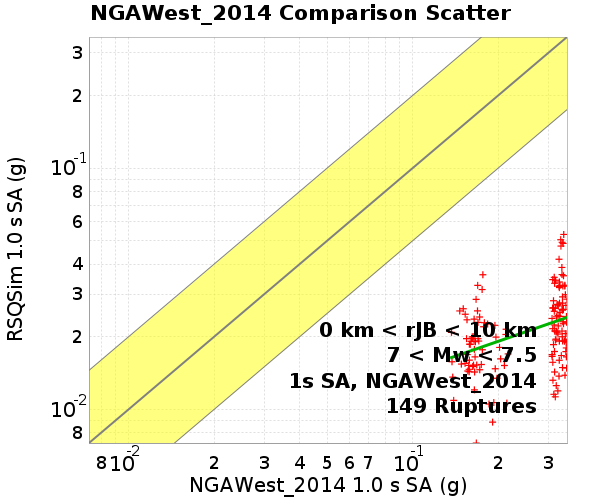 NGAWest_2014 Comparison Scatter
RSQSim 1.0 s SA (g)
3
2
10-1
8
6
4
3
2
10-2
8
0 km < rJB < 10 km
7 < Mw < 7.5
1s SA, NGAWest_2014
149 Ruptures
8 10-2 2 3 4 5 6 7 10-1 2 3
NGAWest_2014 1.0 s SA (g)